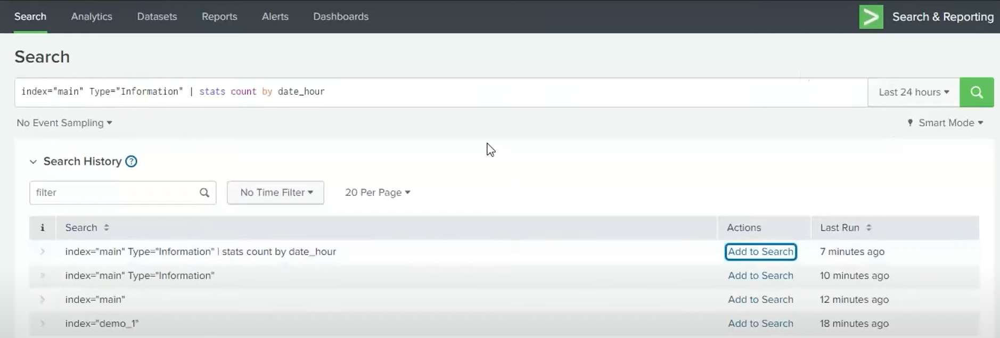 Search Analytics Datasets Reports Alerts Dashboards Search & Reporting
Search
index="main" Type="Information" | stats count by date_hour Last 24 hours
No Event Sampling Smart Mode
Search History ?
filter No Time Filter 20 Per Page
i Search Actions Last Run
index="main" Type="Information" | stats count by date_hour Add to Search 7 minutes ago
index="main" Type="Information" Add to Search 10 minutes ago
index="main" Add to Search 12 minutes ago
index="demo_1" Add to Search 18 minutes ago